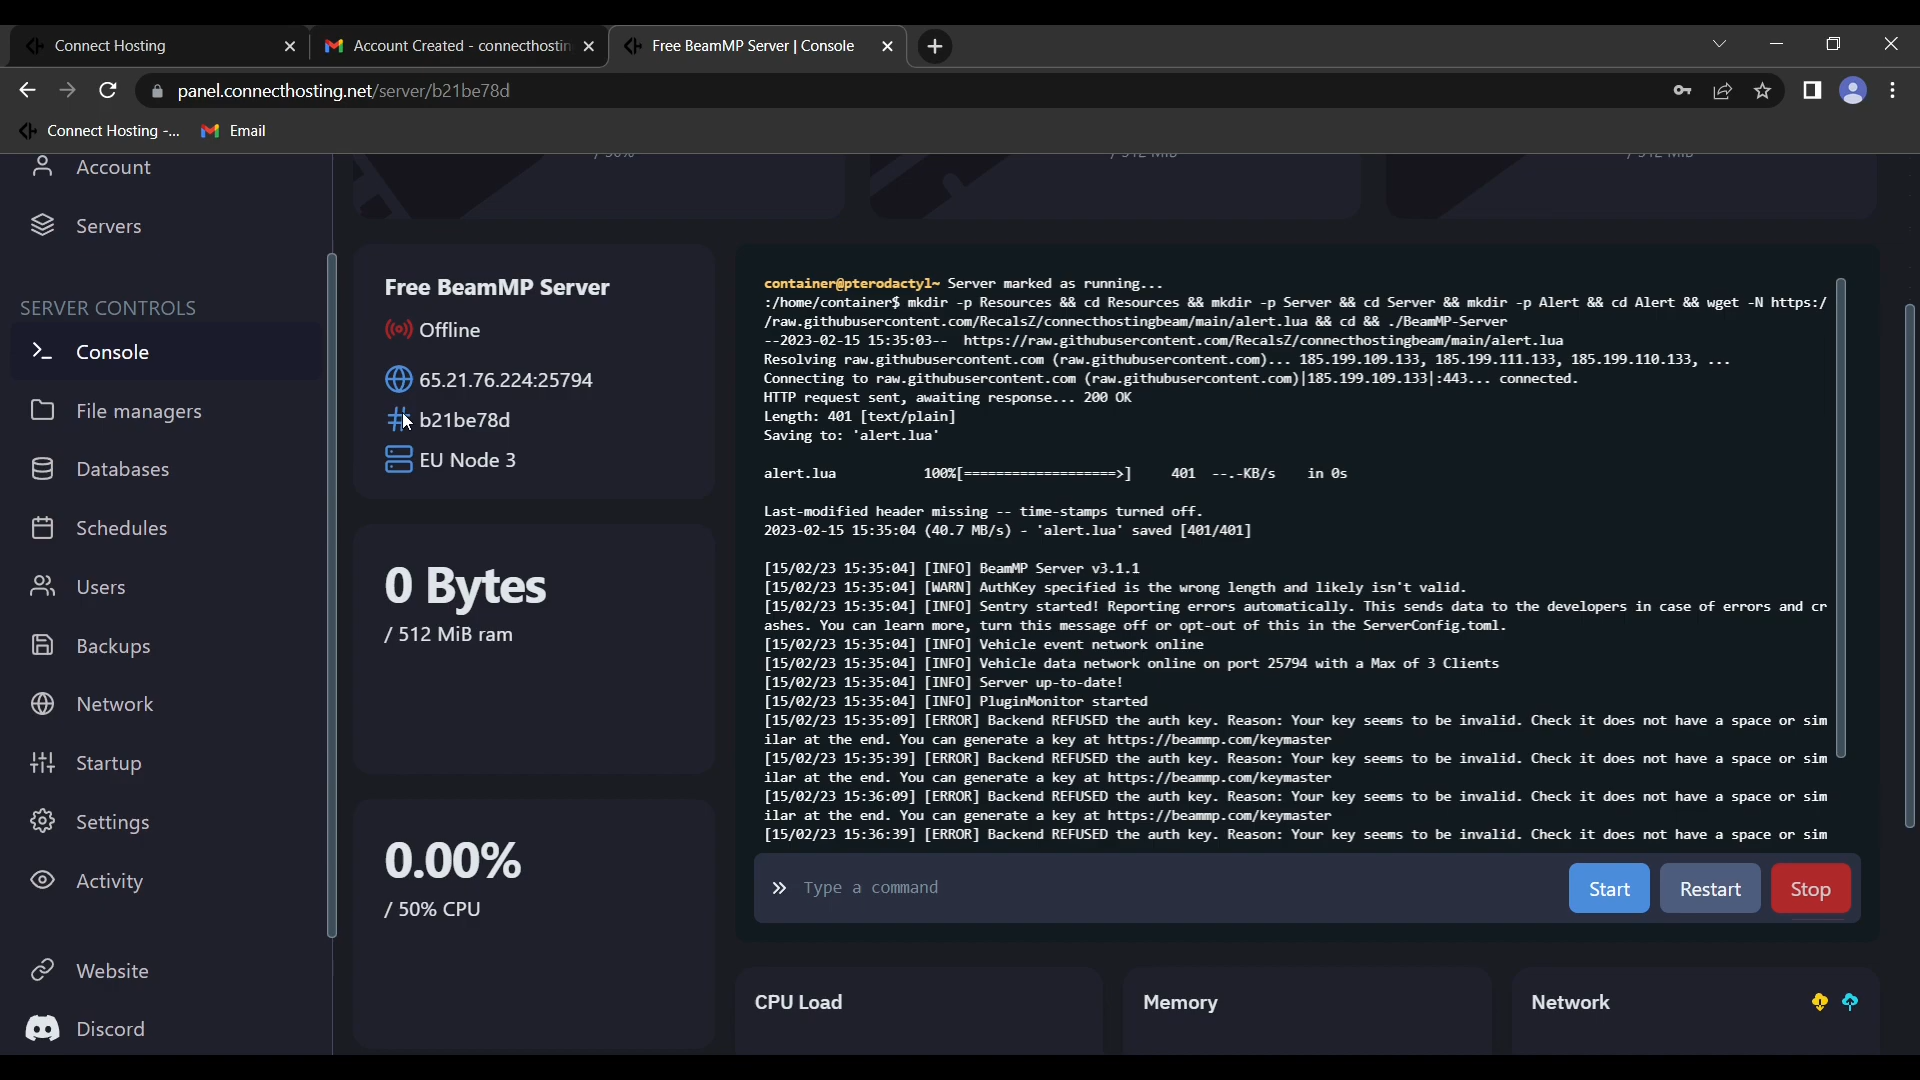 Connect Hosting
Account Created - connecthostin
Free BeamMP Server | Console
panel.connecthosting.net/server/b21be78d
Connect Hosting -...
Email
Account
/ 50%
/ 512 MiB
/ 512 MiB
Servers
SERVER CONTROLS
Console
File managers
Databases
Schedules
Users
Backups
Network
Startup
Settings
Activity
Website
Discord
Free BeamMP Server
Offline
65.21.76.224:25794
b21be78d
EU Node 3
0 Bytes
/ 512 MiB ram
0.00%
/ 50% CPU
container@pterodactyl~ Server marked as running...
:/home/container$ mkdir -p Resources && cd Resources && mkdir -p Server && cd Server && mkdir -p Alert && cd Alert && wget -N https:/
/raw.githubusercontent.com/RecalsZ/connecthostingbeam/main/alert.lua && cd && ./BeamMP-Server
--2023-02-15 15:35:03-- https://raw.githubusercontent.com/RecalsZ/connecthostingbeam/main/alert.lua
Resolving raw.githubusercontent.com (raw.githubusercontent.com)... 185.199.109.133, 185.199.111.133, 185.199.110.133, ...
Connecting to raw.githubusercontent.com (raw.githubusercontent.com)|185.199.109.133|:443... connected.
HTTP request sent, awaiting response... 200 OK
Length: 401 [text/plain]
Saving to: 'alert.lua'
alert.lua 100%[===================>] 401 --.-KB/s in 0s
Last-modified header missing -- time-stamps turned off.
2023-02-15 15:35:04 (40.7 MB/s) - 'alert.lua' saved [401/401]
[15/02/23 15:35:04] [INFO] BeamMP Server v3.1.1
[15/02/23 15:35:04] [WARN] AuthKey specified is the wrong length and likely isn't valid.
[15/02/23 15:35:04] [INFO] Sentry started! Reporting errors automatically. This sends data to the developers in case of errors and cr
ashes. You can learn more, turn this message off or opt-out of this in the ServerConfig.toml.
[15/02/23 15:35:04] [INFO] Vehicle event network online
[15/02/23 15:35:04] [INFO] Vehicle data network online on port 25794 with a Max of 3 Clients
[15/02/23 15:35:04] [INFO] Server up-to-date!
[15/02/23 15:35:04] [INFO] PluginMonitor started
[15/02/23 15:35:09] [ERROR] Backend REFUSED the auth key. Reason: Your key seems to be invalid. Check it does not have a space or sim
ilar at the end. You can generate a key at https://beammp.com/keymaster
[15/02/23 15:35:39] [ERROR] Backend REFUSED the auth key. Reason: Your key seems to be invalid. Check it does not have a space or sim
ilar at the end. You can generate a key at https://beammp.com/keymaster
[15/02/23 15:36:09] [ERROR] Backend REFUSED the auth key. Reason: Your key seems to be invalid. Check it does not have a space or sim
ilar at the end. You can generate a key at https://beammp.com/keymaster
[15/02/23 15:36:39] [ERROR] Backend REFUSED the auth key. Reason: Your key seems to be invalid. Check it does not have a space or sim
» Type a command
Start
Restart
Stop
CPU Load
Memory
Network